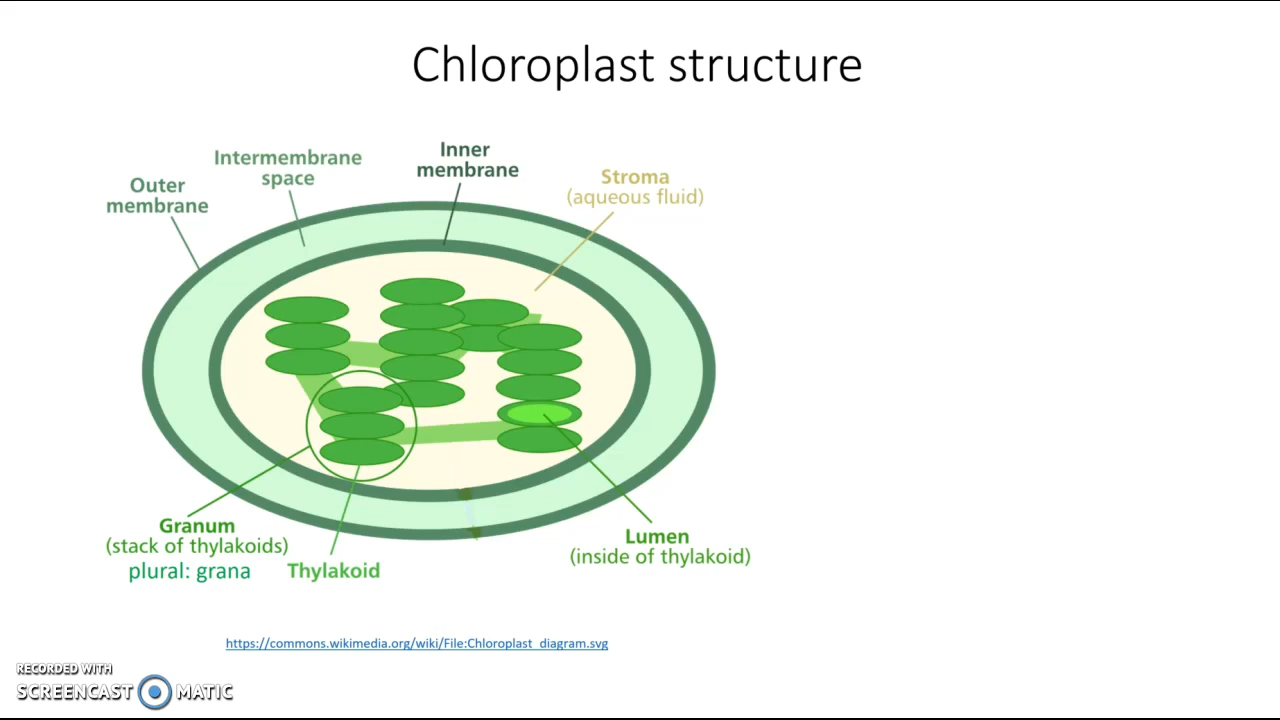 Chloroplast structure
Intermembrane
space
Inner
membrane
Outer
membrane
Stroma
(aqueous fluid)
Granum
(stack of thylakoids)
plural: grana
Thylakoid
Lumen
(inside of thylakoid)
https://commons.wikimedia.org/wiki/File:Chloroplast_diagram.svg
RECORDED WITH
SCREENCAST MATIC